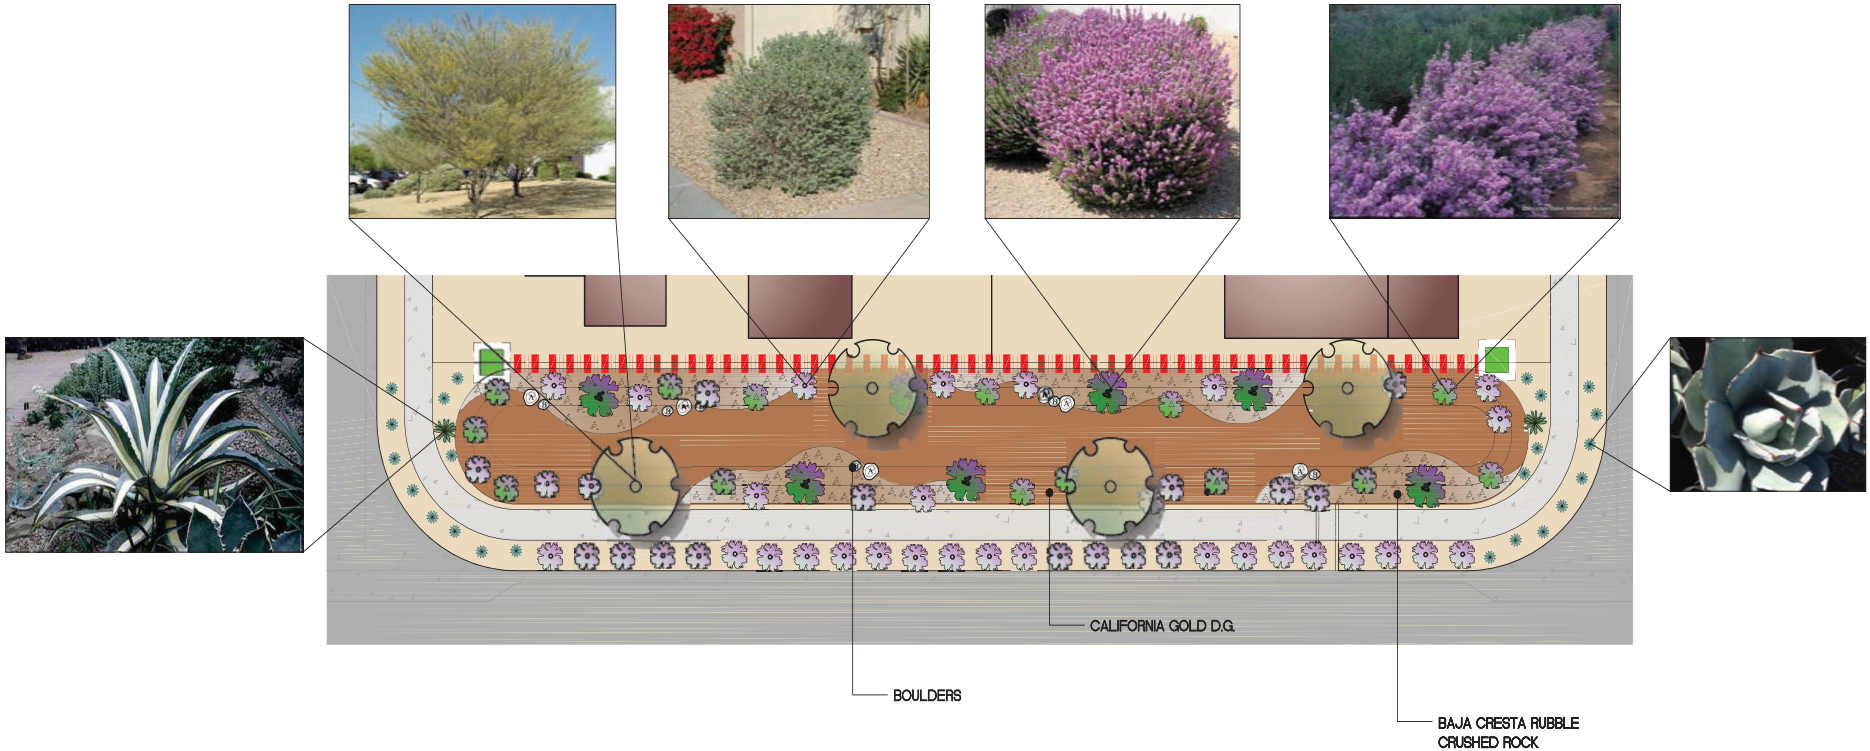 CALIFORNIA GOLD D.G.
BOULDERS
BAJA CRESTA RUBBLE
CRUSHED ROCK